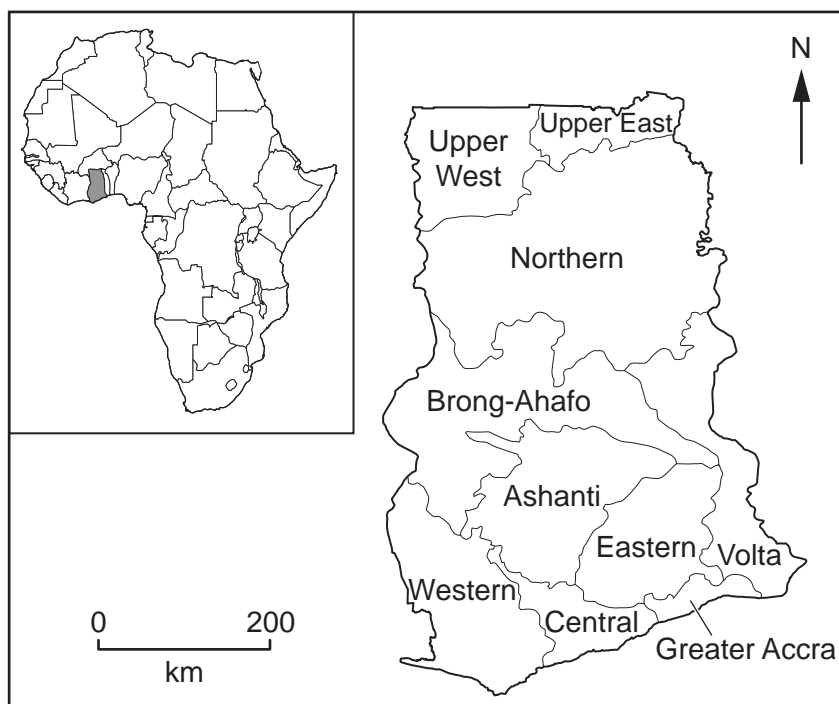 N
Upper East
Upper
West
Northern
Brong-Ahafo
Ashanti
Eastern
Volta
Western
Central
Greater Accra
0 200
km